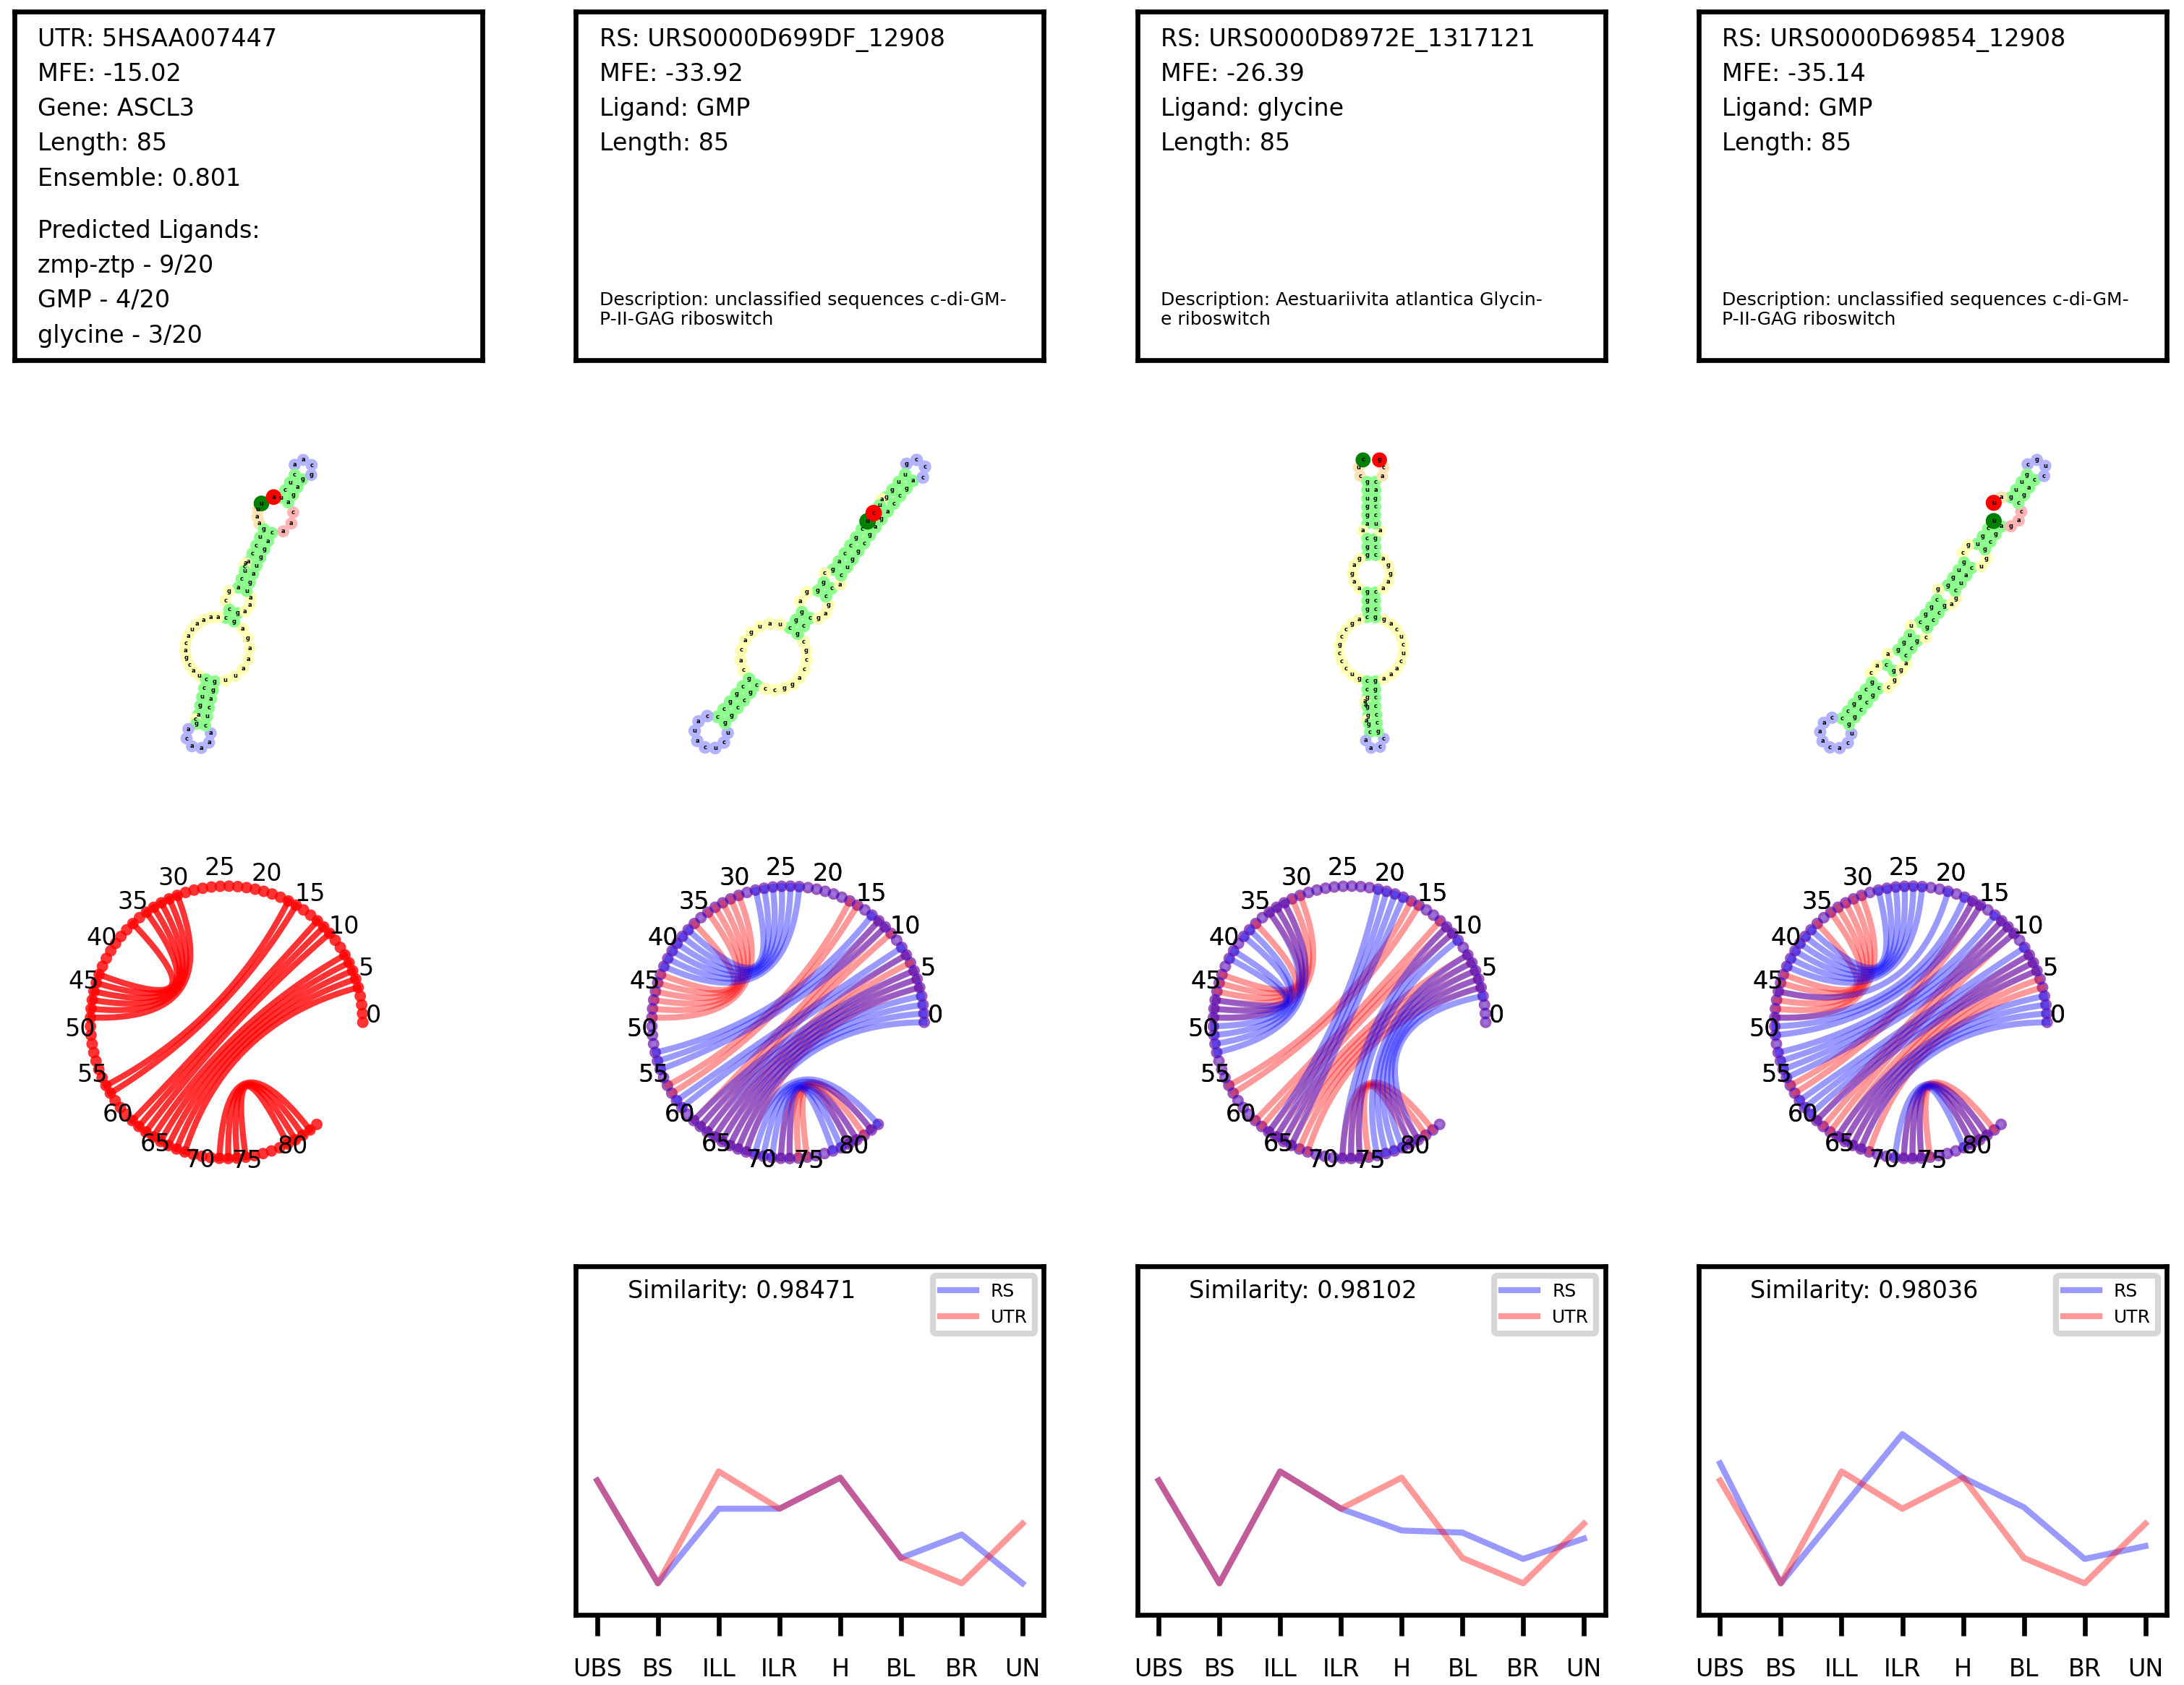 UTR: 5HSAA007447
MFE: -15.02
Gene: ASCL3
Length: 85
Ensemble: 0.801
Predicted Ligands:
zmp-ztp - 9/20
GMP - 4/20
glycine - 3/20
RS: URS0000D699DF_12908
MFE: -33.92
Ligand: GMP
Length: 85
Description: unclassified sequences c-di-GM-
P-II-GAG riboswitch
RS: URS0000D8972E_1317121
MFE: -26.39
Ligand: glycine
Length: 85
Description: Aestuariivita atlantica Glycin-
e riboswitch
RS: URS0000D69854_12908
MFE: -35.14
Ligand: GMP
Length: 85
Description: unclassified sequences c-di-GM-
P-II-GAG riboswitch
0 5 10 15 20 25 30 35 40 45 50 55 60 65 70 75 80
0 5 10 15 20 25 30 35 40 45 50 55 60 65 70 75 80
0 5 10 15 20 25 30 35 40 45 50 55 60 65 70 75 80
0 5 10 15 20 25 30 35 40 45 50 55 60 65 70 75 80
Similarity: 0.98471
RS
UTR
UBS BS ILL ILR H BL BR UN
Similarity: 0.98102
RS
UTR
UBS BS ILL ILR H BL BR UN
Similarity: 0.98036
RS
UTR
UBS BS ILL ILR H BL BR UN